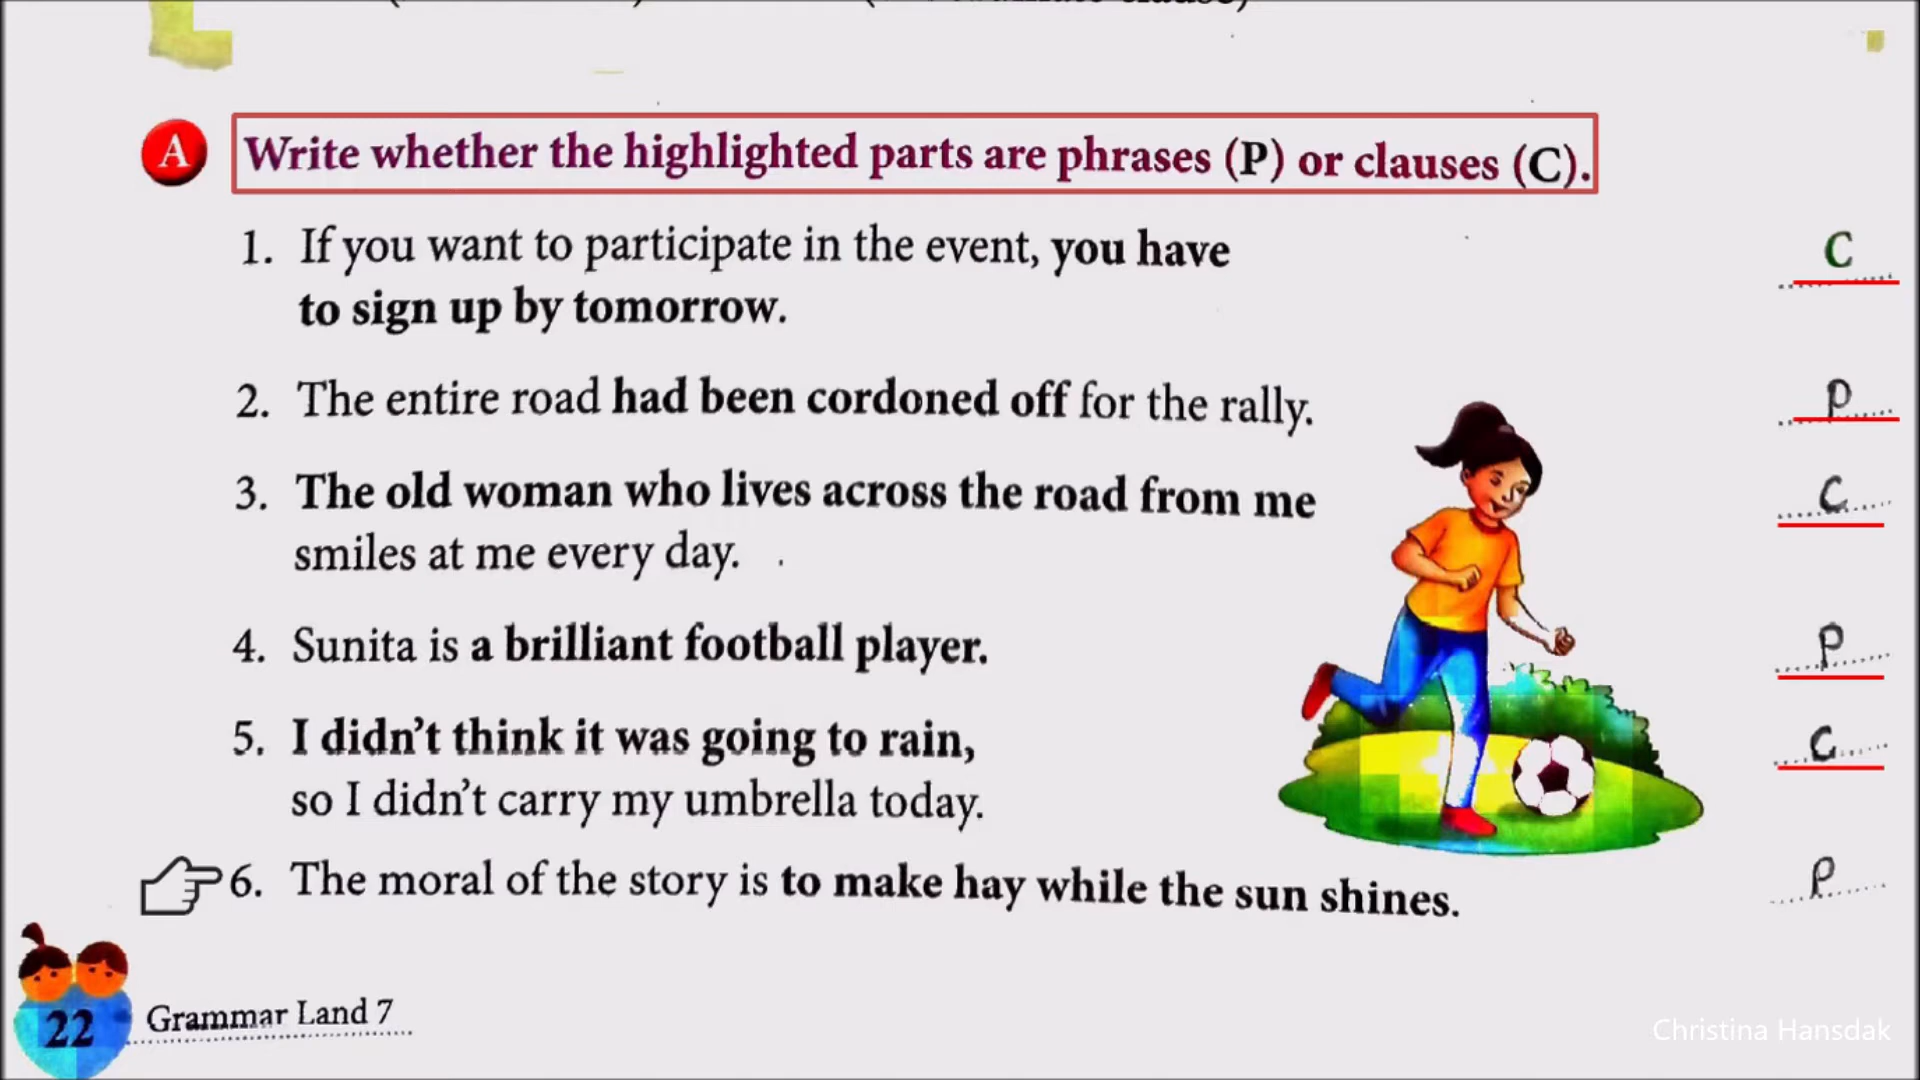 A Write whether the highlighted parts are phrases (P) or clauses (C).
1. If you want to participate in the event, you have C
to sign up by tomorrow.
2. The entire road had been cordoned off for the rally. P
3. The old woman who lives across the road from me C
smiles at me every day.
4. Sunita is a brilliant football player. P
5. I didn't think it was going to rain, C
so I didn't carry my umbrella today.
6. The moral of the story is to make hay while the sun shines. P
22 Grammar Land 7
Christina Hansdak